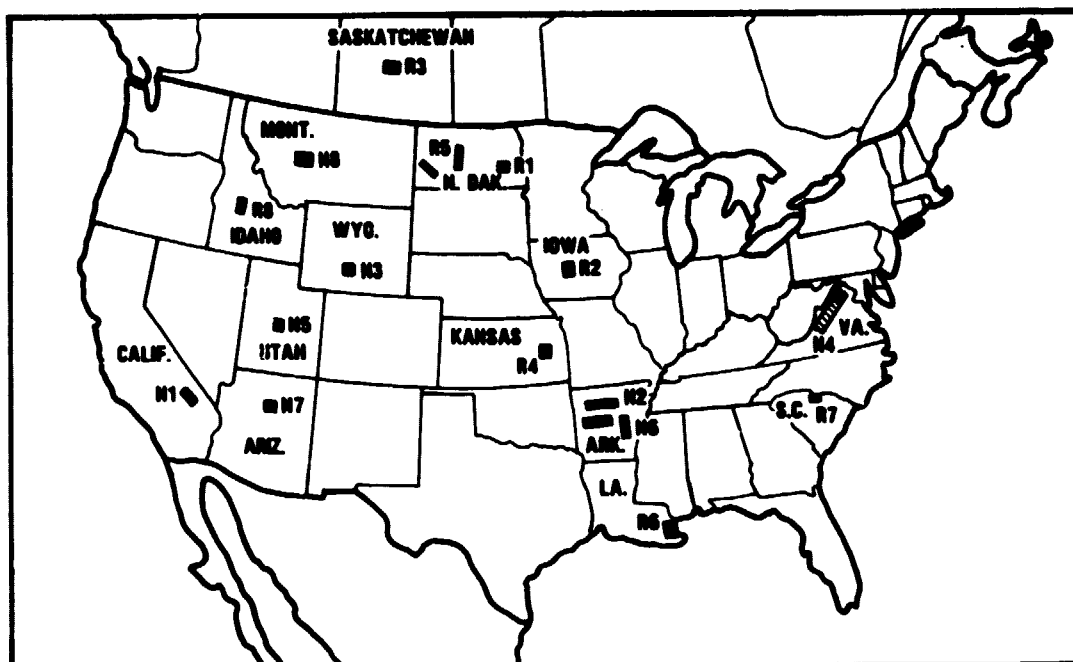 SASKATCHEWAN
R3
MONT.
N6
R5
R1
N. DAK.
R8
IDAHO
WYO.
N3
IOWA
R2
N5
UTAH
KANSAS
R4
CALIF.
N1
VA.
N4
N7
ARIZ.
N2
ARK.
S.C.
R7
LA.
R6